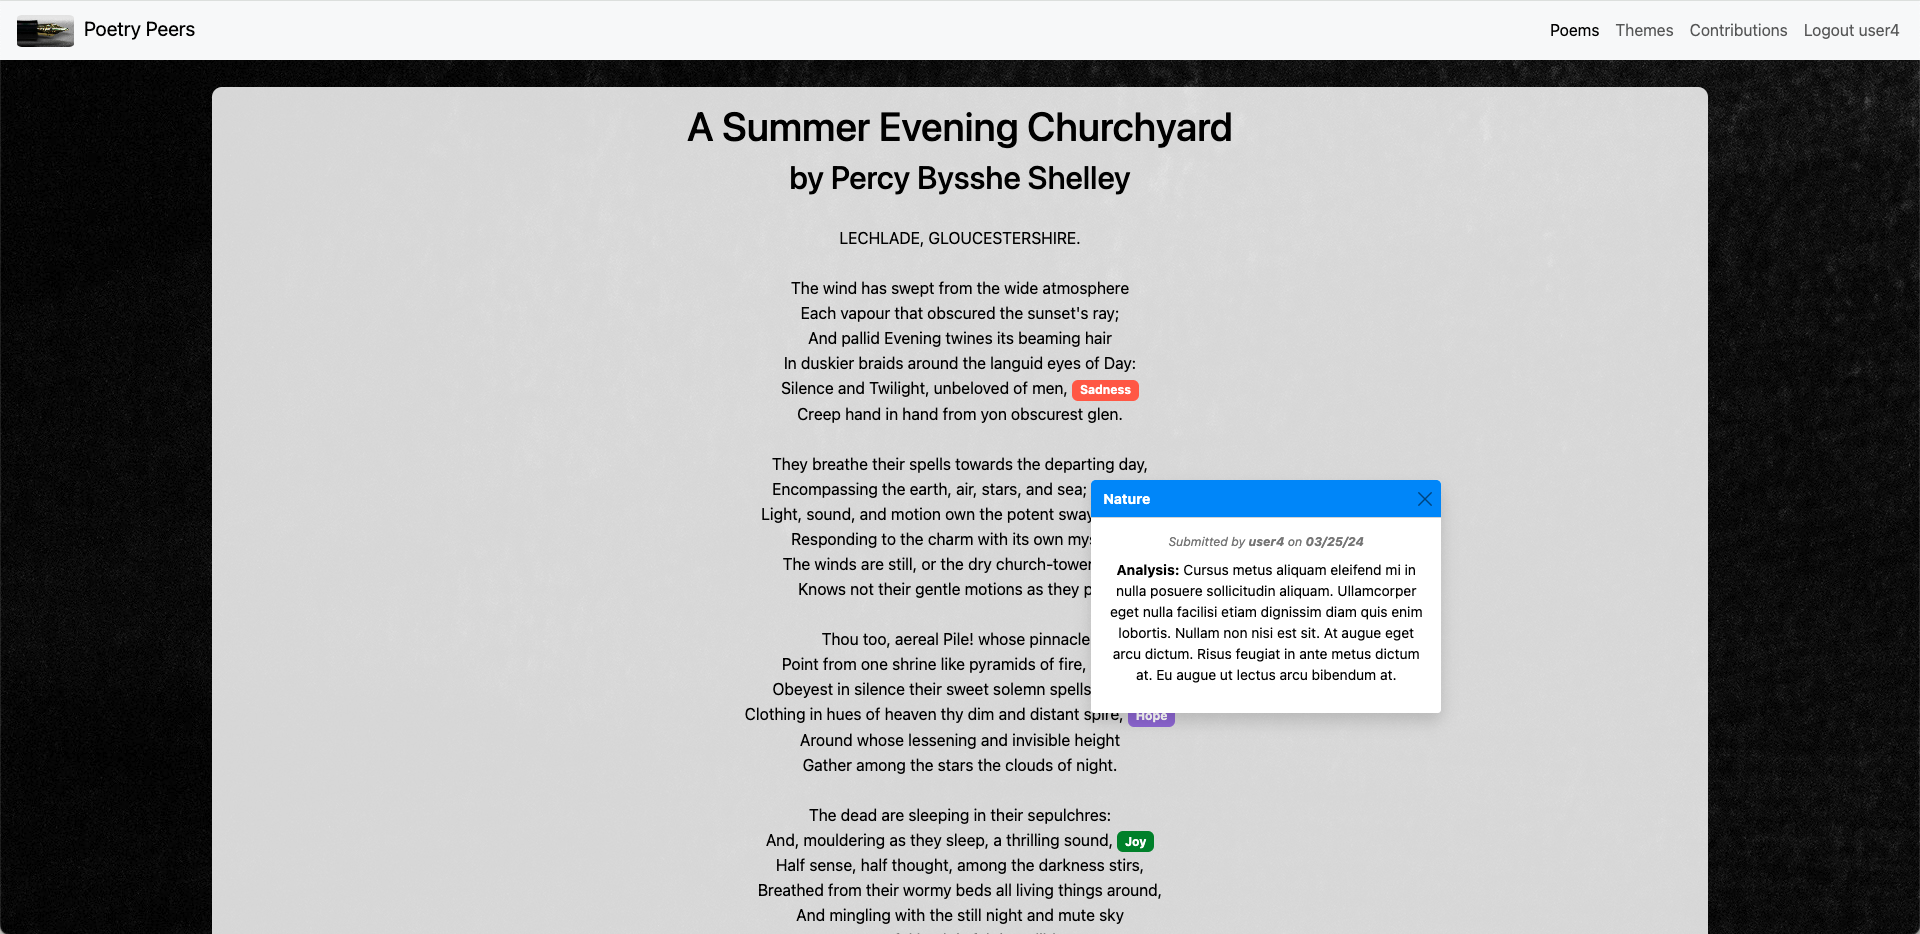 Poetry Peers
Poems Themes Contributions Logout user4
A Summer Evening Churchyard
by Percy Bysshe Shelley
LECHLADE, GLOUCESTERSHIRE.
The wind has swept from the wide atmosphere
Each vapour that obscured the sunset's ray;
And pallid Evening twines its beaming hair
In duskier braids around the languid eyes of Day:
Silence and Twilight, unbeloved of men, Sadness
Creep hand in hand from yon obscurest glen.
They breathe their spells towards the departing day,
Encompassing the earth, air, stars, and sea;
Light, sound, and motion own the potent sway
Responding to the charm with its own
The winds are still, or the dry church-tower
Knows not their gentle motions as they
Thou too, aereal Pile! whose
Point from one shrine like pyramids of fire,
Obeyest in silence their sweet solemn spells
Clothing in hues of heaven thy dim and distant spire, Hope
Around whose lessening and invisible height
Gather among the stars the clouds of night.
The dead are sleeping in their sepulchres:
And, mouldering as they sleep, a thrilling sound, Joy
Half sense, half thought, among the darkness stirs,
Breathed from their wormy beds all living things around,
And mingling with the still night and mute sky
Nature
Submitted by user4 on 03/25/24
Analysis: Cursus metus aliquam eleifend mi in
nulla posuere sollicitudin aliquam. Ullamcorper
eget nulla facilisi etiam dignissim diam quis enim
lobortis. Nullam non nisi est sit. At augue eget
arcu dictum. Risus feugiat in ante metus dictum
at. Eu augue ut lectus arcu bibendum at.